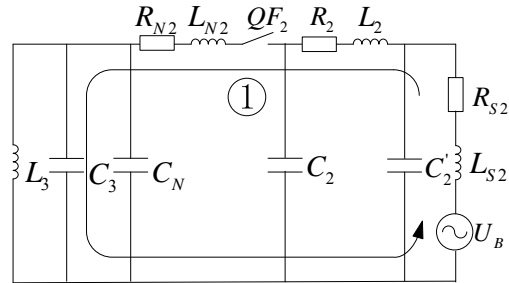 R_{N2} L_{N2} QF_2 R_2 L_2
①
R_{S2}
L_3 C_3 C_N C_2 C_2^' L_{S2}
U_B